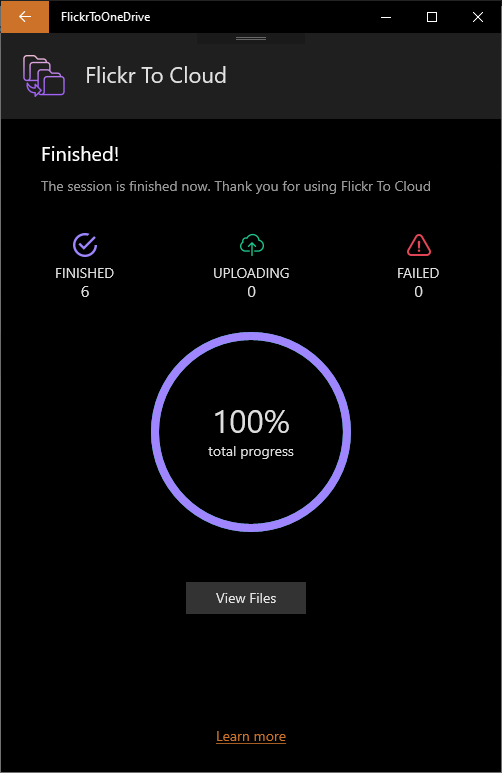 FlickrToOneDrive
Flickr To Cloud
Finished!
The session is finished now. Thank you for using Flickr To Cloud
FINISHED
6
UPLOADING
0
FAILED
0
100%
total progress
View Files
Learn more